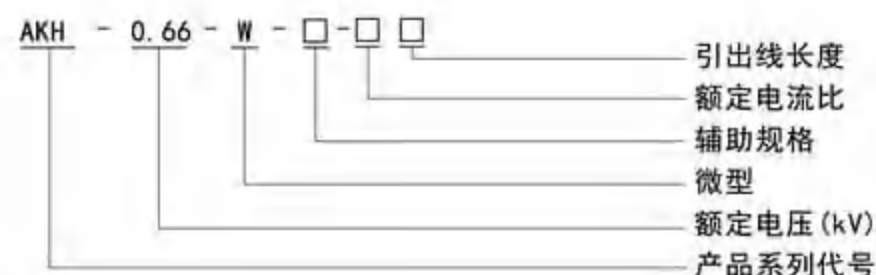 AKH - 0.66 - W - □-□ □
引出线长度
额定电流比
辅助规格
微型
额定电压(kV)
产品系列代号